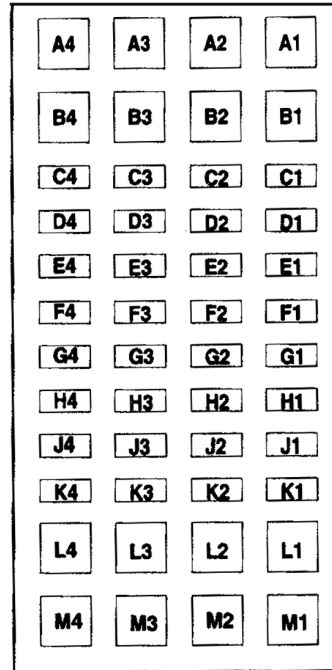 A4 A3 A2 A1
B4 B3 B2 B1
C4 C3 C2 C1
D4 D3 D2 D1
E4 E3 E2 E1
F4 F3 F2 F1
G4 G3 G2 G1
H4 H3 H2 H1
J4 J3 J2 J1
K4 K3 K2 K1
L4 L3 L2 L1
M4 M3 M2 M1